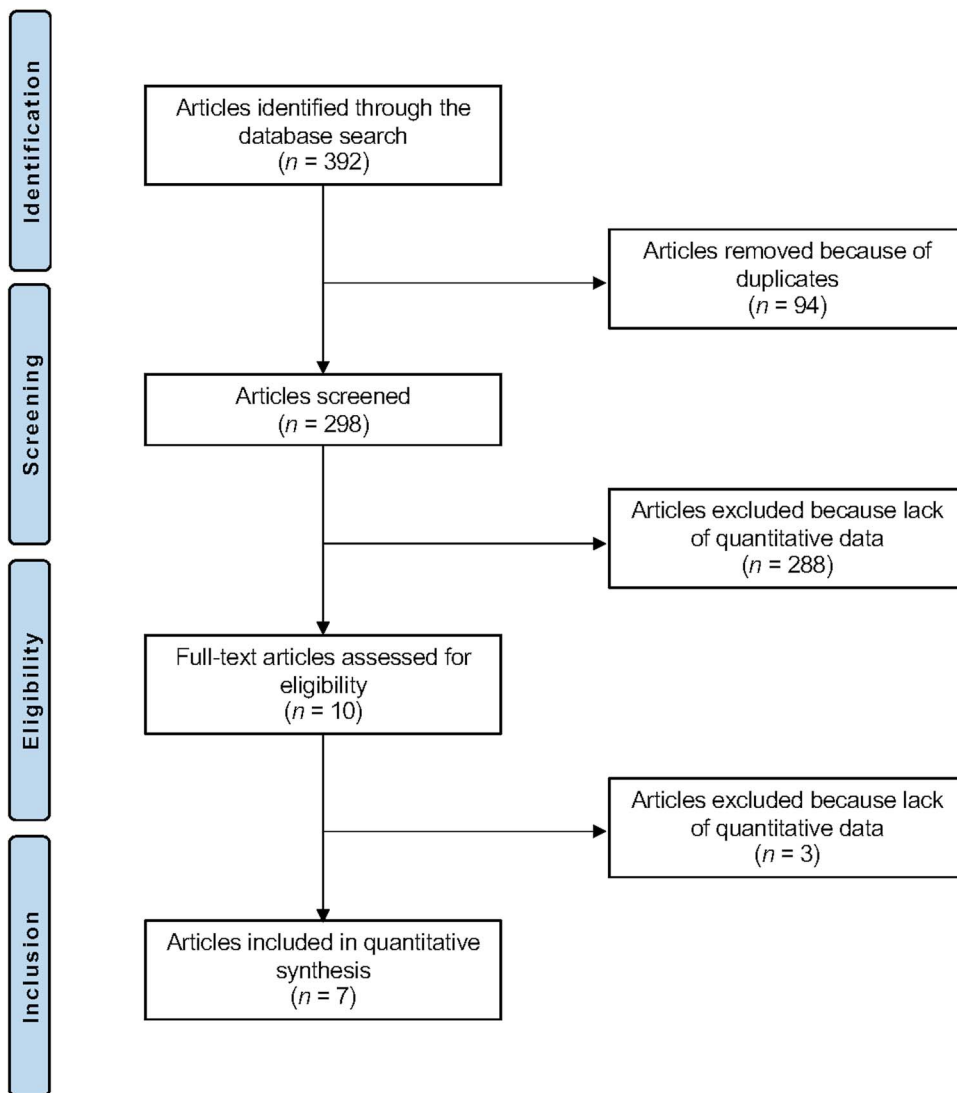 Identification
Articles identified through the
database search
(n = 392)
Articles removed because of
duplicates
(n = 94)
Screening
Articles screened
(n = 298)
Articles excluded because lack
of quantitative data
(n = 288)
Eligibility
Full-text articles assessed for
eligibility
(n = 10)
Articles excluded because lack
of quantitative data
(n = 3)
Inclusion
Articles included in quantitative
synthesis
(n = 7)